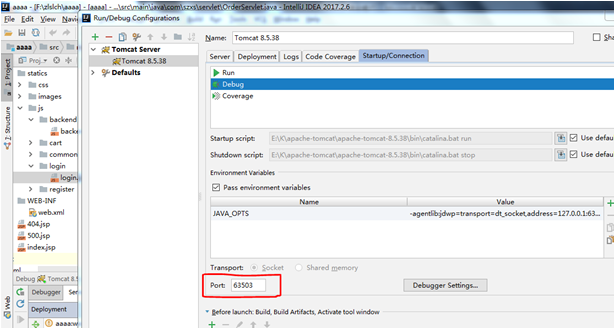 aaaa - [F:\zlslch\aaaa] - [aaaa] - ...\src\main\java\com\szxs\servlet\OrderServlet.java - IntelliJ IDEA 2017.2.6
File Edit View
Run/Debug Configurations
aaaa
src
Proj...
statics
css
images
js
backend
backe
cart
common
login
login.
register
WEB-INF
web.xml
404.jsp
500.jsp
index.jsp
1: Project
7: Structure
Web
Debug
Tomcat 8.5.38
Debugger
Ser
Deployment
Tomcat Server
Tomcat 8.5.38
Defaults
Name: Tomcat 8.5.38
Sha
Server Deployment Logs Code Coverage Startup/Connection
Run
Debug
Coverage
Startup script: E:\X\apache-tomcat\apache-tomcat-8.5.38\bin\catalina.bat run
Use defau
Shutdown script: E:\X\apache-tomcat\apache-tomcat-8.5.38\bin\catalina.bat stop
Use defau
Environment Variables
Pass environment variables
Name Value
JAVA_OPTS -agentlib:jdwp=transport=dt_socket,address=127.0.0.1:63...
Transport: Socket Shared memory
Port: 63503
Debugger Settings...
Before launch: Build, Build Artifacts, Activate tool window